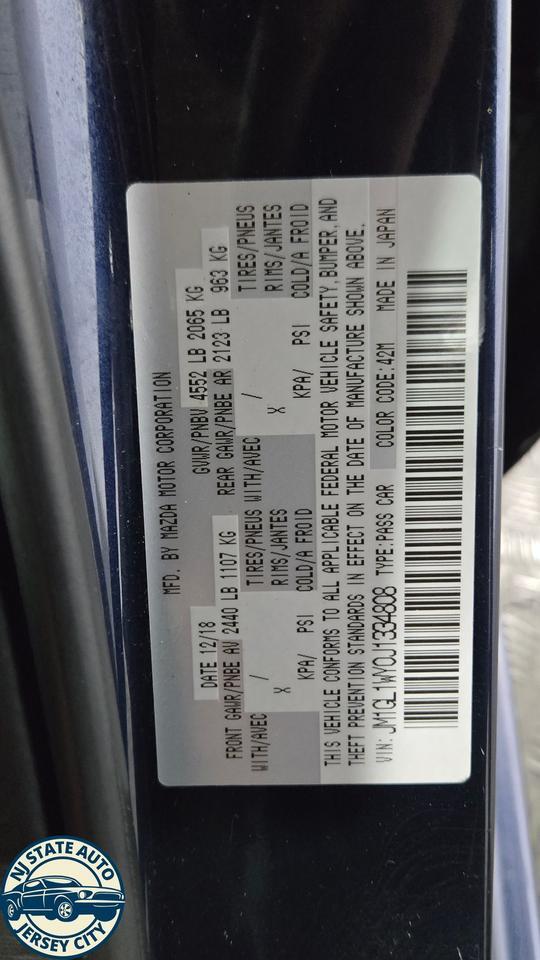 MFD. BY MAZDA MOTOR CORPORATION
DATE 12/18 GVWR/PNBV 4552 LB 2065 KG
FRONT GAWR/PNBE AV 2440 LB 1107 KG REAR GAWR/PNBE AR 2123 LB 963 KG
WITH/AVEC / TIRES/PNEUS WITH/AVEC / TIRES/PNEUS
X RIMS/JANTES X RIMS/JANTES
KPA/ PSI COLD/A FROID KPA/ PSI COLD/A FROID
THIS VEHICLE CONFORMS TO ALL APPLICABLE FEDERAL MOTOR VEHICLE SAFETY, BUMPER, AND
THEFT PREVENTION STANDARDS IN EFFECT ON THE DATE OF MANUFACTURE SHOWN ABOVE.
VIN: JM1GL1WY0J1334808 TYPE:PASS CAR COLOR CODE:42M MADE IN JAPAN
NJ STATE AUTO
JERSEY CITY